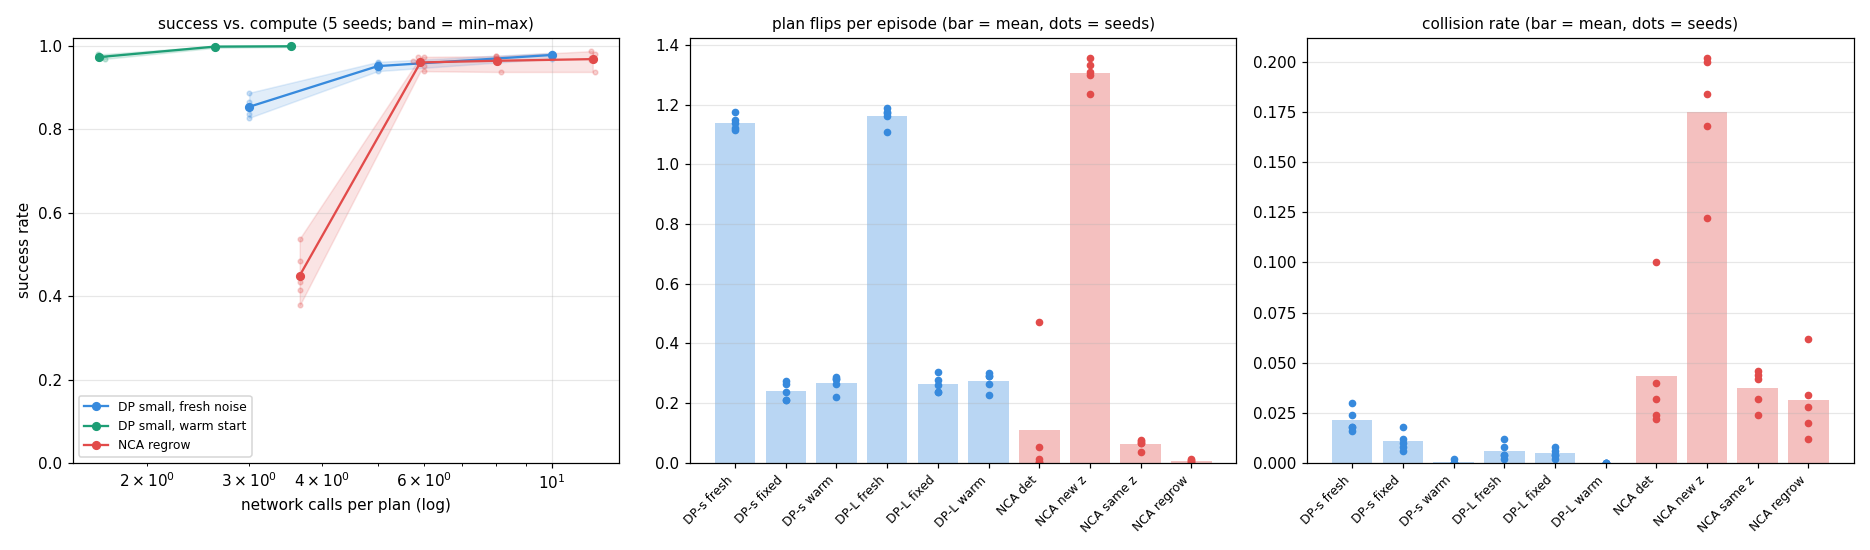 success vs. compute (5 seeds; band = min–max)
success rate
1.0
0.8
0.6
0.4
0.2
0.0
DP small, fresh noise
DP small, warm start
NCA regrow
2 × 10⁰
3 × 10⁰
4 × 10⁰
6 × 10⁰
10¹
network calls per plan (log)
plan flips per episode (bar = mean, dots = seeds)
1.4
1.2
1.0
0.8
0.6
0.4
0.2
0.0
DP-s fresh
DP-s fixed
DP-s warm
DP-L fresh
DP-L fixed
DP-L warm
NCA det
NCA new z
NCA same z
NCA regrow
collision rate (bar = mean, dots = seeds)
0.200
0.175
0.150
0.125
0.100
0.075
0.050
0.025
0.000
DP-s fresh
DP-s fixed
DP-s warm
DP-L fresh
DP-L fixed
DP-L warm
NCA det
NCA new z
NCA same z
NCA regrow